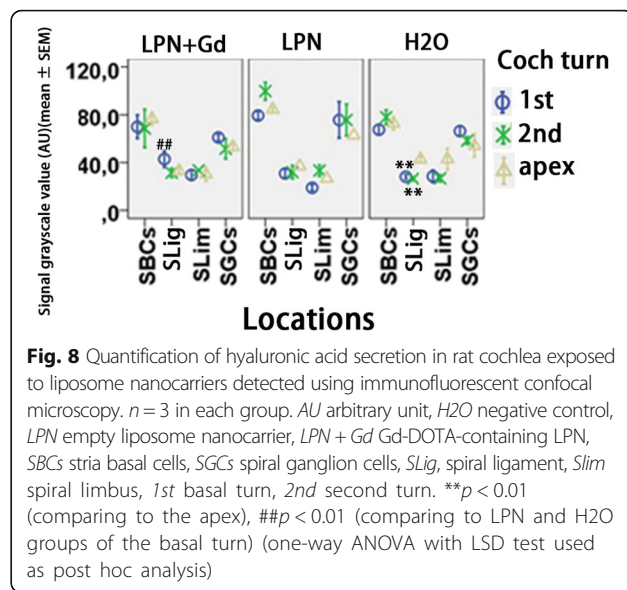 LPN+Gd LPN H2O
Coch turn
1st
2nd
apex
Signal grayscale value (AU)(mean ± SEM)
120,0
80,0
40,0
,0
##
**
**
SBCs SLig SLim SGCs SBCs SLig SLim SGCs SBCs SLig SLim SGCs
Locations
Fig. 8 Quantification of hyaluronic acid secretion in rat cochlea exposed
to liposome nanocarriers detected using immunofluorescent confocal
microscopy. n = 3 in each group. AU arbitrary unit, H2O negative control,
LPN empty liposome nanocarrier, LPN + Gd Gd-DOTA-containing LPN,
SBCs stria basal cells, SGCs spiral ganglion cells, SLig, spiral ligament, Slim
spiral limbus, 1st basal turn, 2nd second turn. **p < 0.01
(comparing to the apex), ##p < 0.01 (comparing to LPN and H2O
groups of the basal turn) (one-way ANOVA with LSD test used
as post hoc analysis)